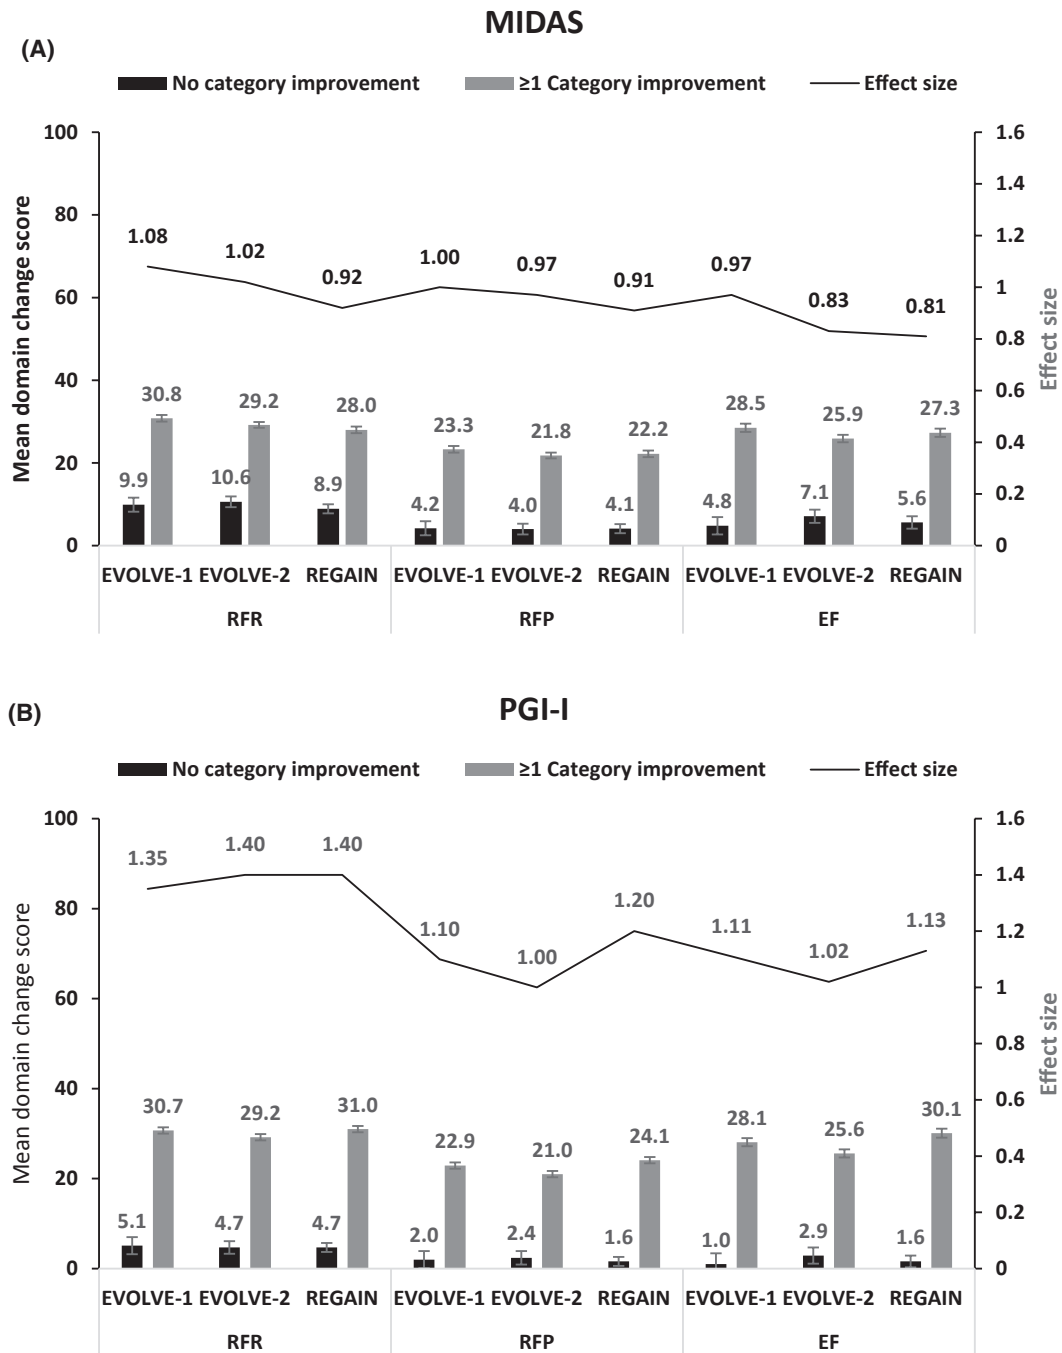 MIDAS
(A)
No category improvement ≥1 Category improvement Effect size
100 1.6
1.4
80 1.2
1.08 1.02 0.92 1.00 0.97 0.91 0.97 0.83 0.81
60 1
0.8
40 0.6
30.8 29.2 28.0 23.3 21.8 22.2 28.5 25.9 27.3
0.4
20
9.9 10.6 8.9 4.2 4.0 4.1 4.8 7.1 5.6
0.2
0 0
Mean domain change score
Effect size
EVOLVE-1 EVOLVE-2 REGAIN EVOLVE-1 EVOLVE-2 REGAIN EVOLVE-1 EVOLVE-2 REGAIN
RFR RFP EF
PGI-I
(B)
No category improvement ≥1 Category improvement Effect size
100 1.6
1.35 1.40 1.40 1.10 1.00 1.20 1.11 1.02 1.13
1.4
80
1.2
60 1
0.8
40
0.6
30.7 29.2 31.0 22.9 21.0 24.1 28.1 25.6 30.1
0.4
20
5.1 4.7 4.7 2.0 2.4 1.6 1.0 2.9 1.6
0.2
0 0
Mean domain change score
Effect size
EVOLVE-1 EVOLVE-2 REGAIN EVOLVE-1 EVOLVE-2 REGAIN EVOLVE-1 EVOLVE-2 REGAIN
RFR RFP EF